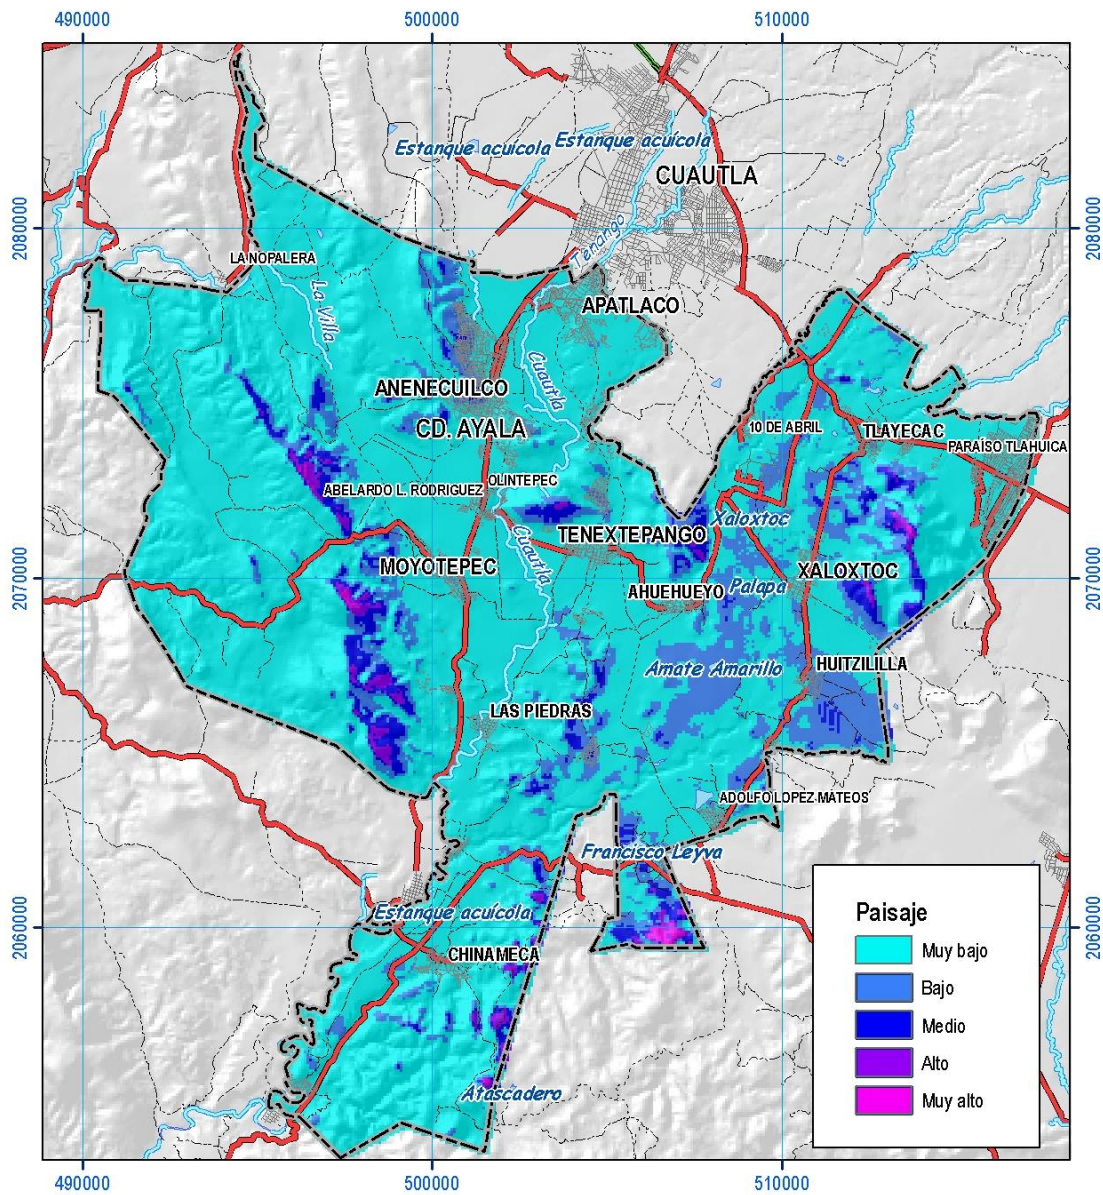 490000
500000
510000
Estanque acuícola
Estanque acuícola
CUAUTLA
2080000
2080000
Tenango
LA NOPALERA
La Villa
APATLACO
Cuautla
ANENECUILCO
CD. AYALA
10 DE ABRIL
TLAYECAC
PARAÍSO TLAHUICA
OLINTEPEC
ABELARDO L. RODRIGUEZ
Xaloxtoc
TENEXTEPANGO
Cuautla
MOYOTEPEC
XALOXTOC
2070000
2070000
AHUEHUEYO
Palapa
Amate Amarillo
HUITZILILLA
LAS PIEDRAS
ADOLFO LOPEZ MATEOS
Francisco Leyva
Estanque acuícola
2060000
2060000
CHINAMECA
Atascadero
Paisaje
Muy bajo
Bajo
Medio
Alto
Muy alto
490000
500000
510000